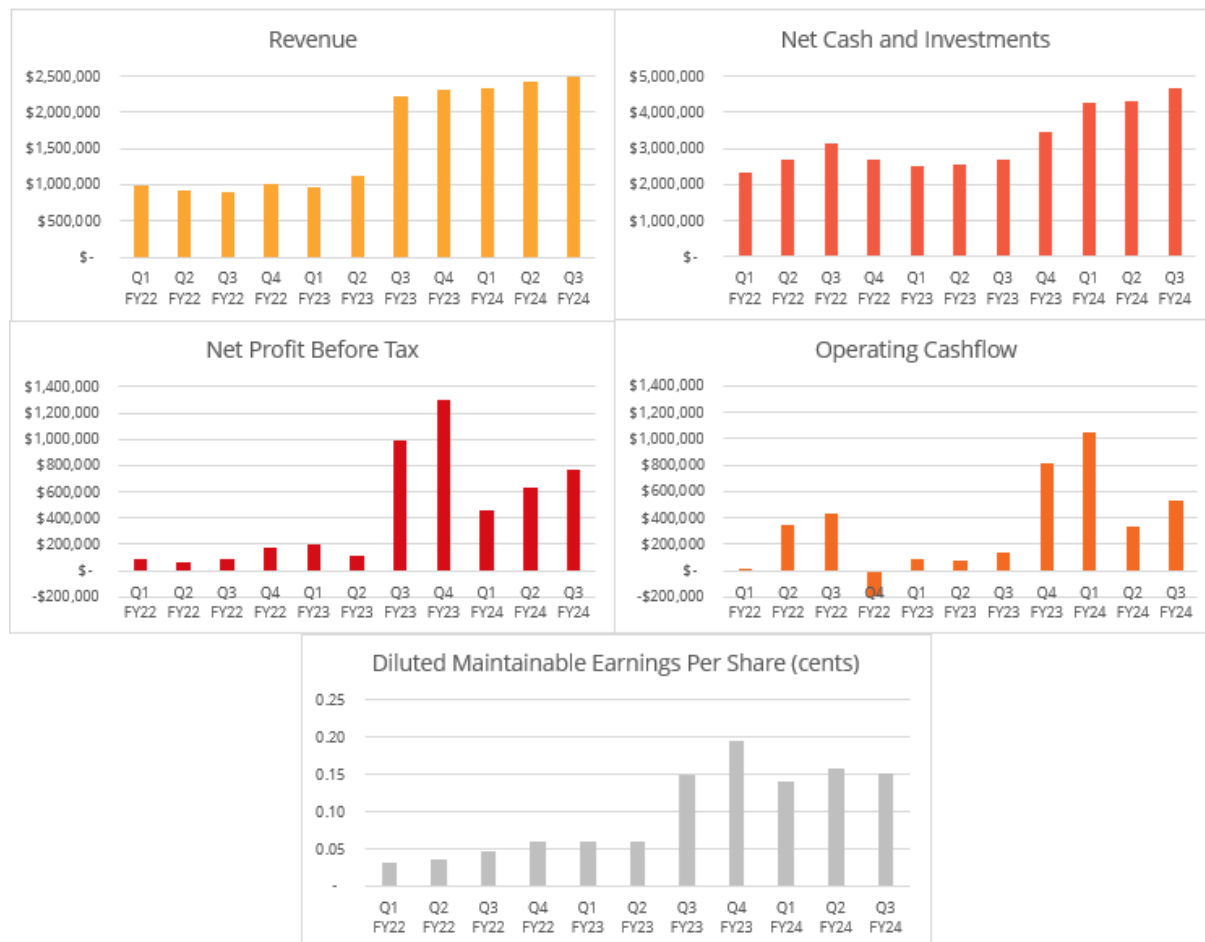 Revenue
$2,500,000
$2,000,000
$1,500,000
$1,000,000
$500,000
$-
Q1 Q2 Q3 Q4 Q1 Q2 Q3 Q4 Q1 Q2 Q3
FY22 FY22 FY22 FY22 FY23 FY23 FY23 FY23 FY24 FY24 FY24
Net Cash and Investments
$5,000,000
$4,000,000
$3,000,000
$2,000,000
$1,000,000
$-
Q1 Q2 Q3 Q4 Q1 Q2 Q3 Q4 Q1 Q2 Q3
FY22 FY22 FY22 FY22 FY23 FY23 FY23 FY23 FY24 FY24 FY24
Net Profit Before Tax
$1,400,000
$1,200,000
$1,000,000
$800,000
$600,000
$400,000
$200,000
$-
-$200,000
Q1 Q2 Q3 Q4 Q1 Q2 Q3 Q4 Q1 Q2 Q3
FY22 FY22 FY22 FY22 FY23 FY23 FY23 FY23 FY24 FY24 FY24
Operating Cashflow
$1,400,000
$1,200,000
$1,000,000
$800,000
$600,000
$400,000
$200,000
$-
-$200,000
Q1 Q2 Q3 Q4 Q1 Q2 Q3 Q4 Q1 Q2 Q3
FY22 FY22 FY22 FY22 FY23 FY23 FY23 FY23 FY24 FY24 FY24
Diluted Maintainable Earnings Per Share (cents)
0.25
0.20
0.15
0.10
0.05
-
Q1 Q2 Q3 Q4 Q1 Q2 Q3 Q4 Q1 Q2 Q3
FY22 FY22 FY22 FY22 FY23 FY23 FY23 FY23 FY24 FY24 FY24